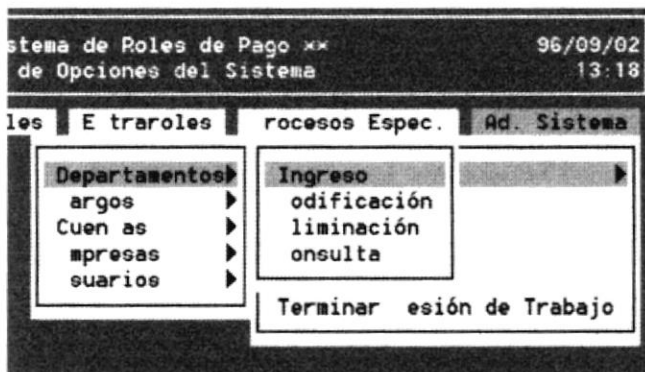 stema de Roles de Pago ××                96/09/02
de Opciones del Sistema                  13:18
les  E traroles  rocesos Espec.  Ad. Sistema
Departamentos▶  Ingreso  ▶
argos ▶  odificación
Cuen as ▶  liminación
mpresas ▶  onsulta
suarios ▶
Terminar  esión de Trabajo